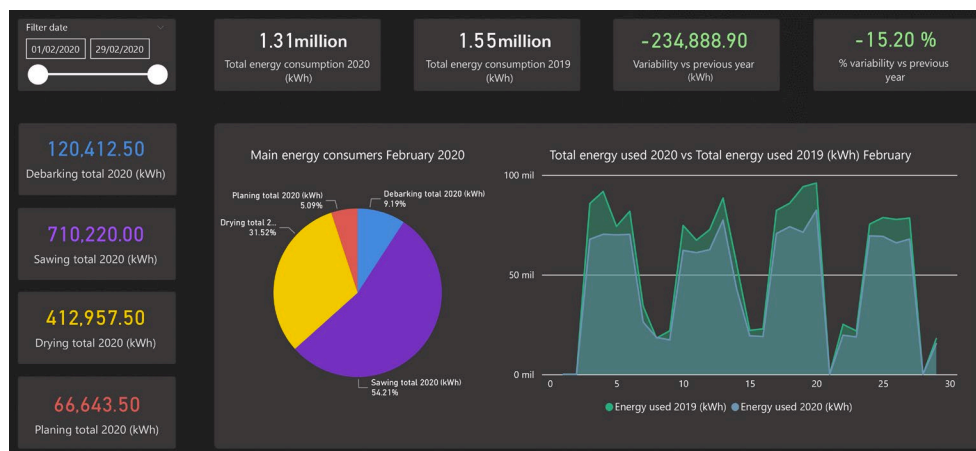 Filter date
01/02/2020
29/02/2020
1.31million
Total energy consumption 2020
(kWh)
1.55million
Total energy consumption 2019
(kWh)
-234,888.90
Variability vs previous year
(kWh)
-15.20 %
% variability vs previous
year
120,412.50
Debarking total 2020 (kWh)
710,220.00
Sawing total 2020 (kWh)
412,957.50
Drying total 2020 (kWh)
66,643.50
Planing total 2020 (kWh)
Main energy consumers February 2020
Planing total 2020 (kWh)
5.09%
Debarking total 2020 (kWh)
9.19%
Drying total 2...
31.52%
Sawing total 2020 (kWh)
54.21%
Total energy used 2020 vs Total energy used 2019 (kWh) February
100 mil
50 mil
0 mil
0 5 10 15 20 25 30
Energy used 2019 (kWh) Energy used 2020 (kWh)